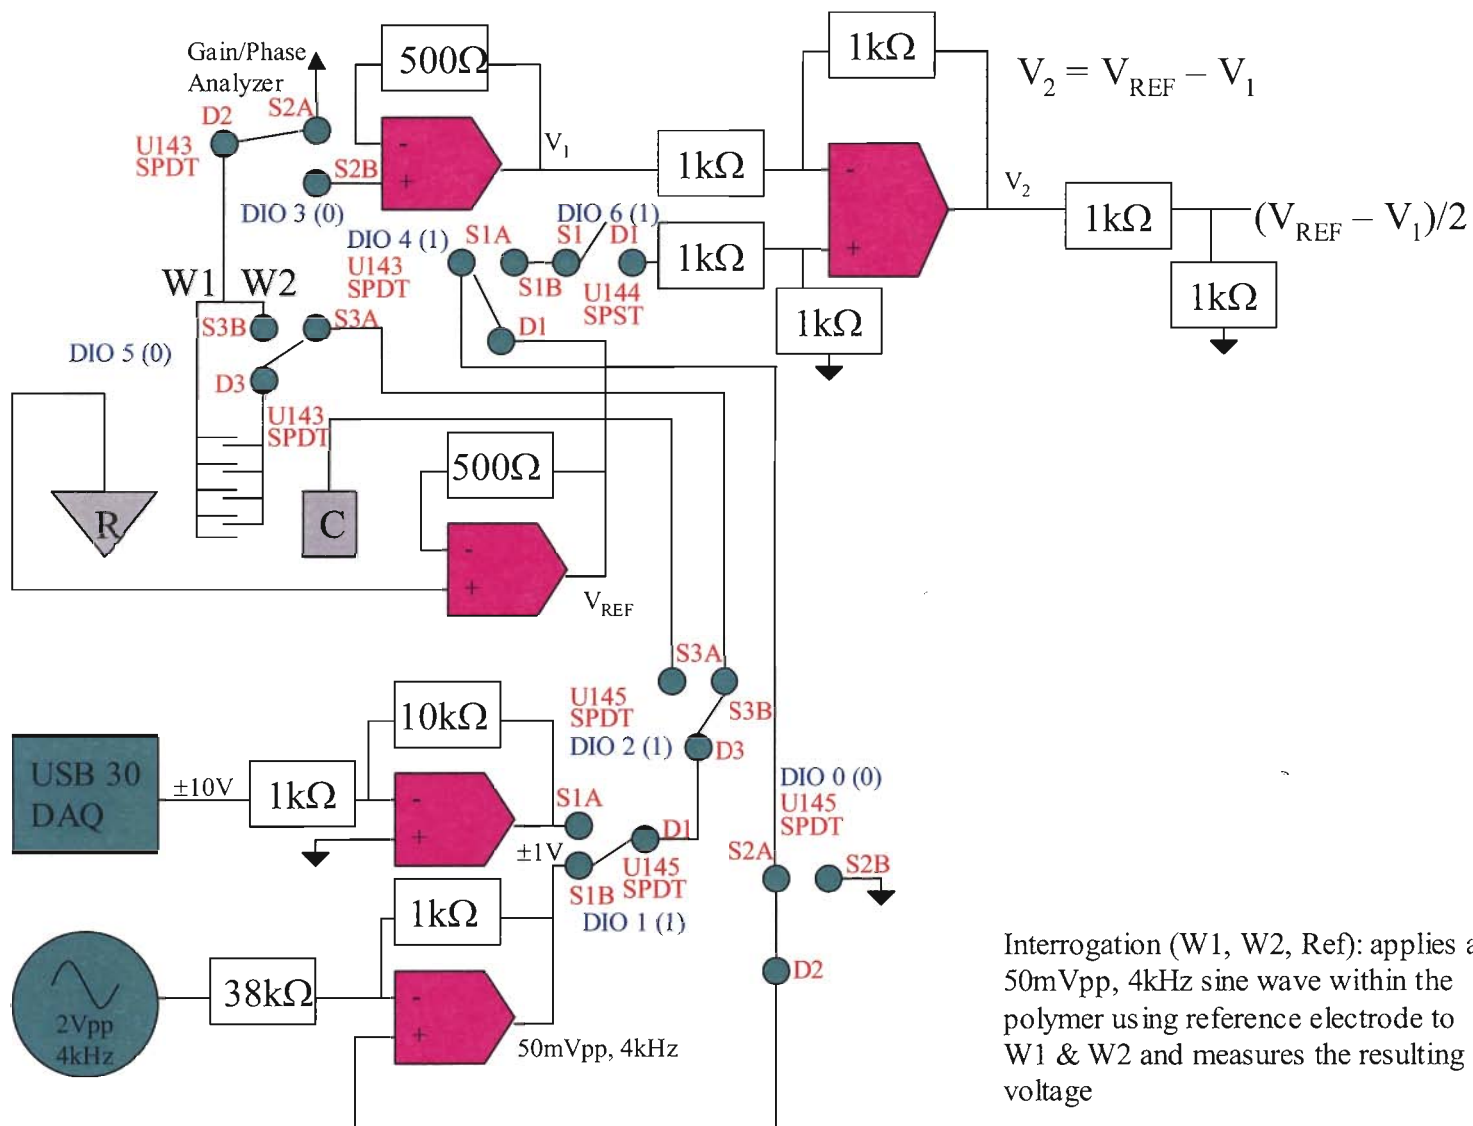 Gain/Phase
Analyzer
500Ω
1kΩ
V2 = VREF – V1
D2
S2A
U143
SPDT
-
+
V1
S2B
1kΩ
-
+
V2
1kΩ
(VREF – V1)/2
DIO 3 (0)
DIO 4 (1)
DIO 6 (1)
S1A
S1
D1
1kΩ
U143
SPDT
S1B
U144
SPST
1kΩ
1kΩ
W1
W2
S3B
S3A
D1
DIO 5 (0)
D3
U143
SPDT
500Ω
R
C
-
+
VREF
S3A
U145
SPDT
S3B
DIO 2 (1)
D3
10kΩ
USB 30
DAQ
±10V
1kΩ
-
+
S1A
D1
±1V
U145
SPDT
S1B
DIO 1 (1)
DIO 0 (0)
U145
SPDT
S2A
S2B
1kΩ
D2
2Vpp
4kHz
38kΩ
-
+
50mVpp, 4kHz
Interrogation (W1, W2, Ref): applies a
50mVpp, 4kHz sine wave within the
polymer using reference electrode to
W1 & W2 and measures the resulting
voltage